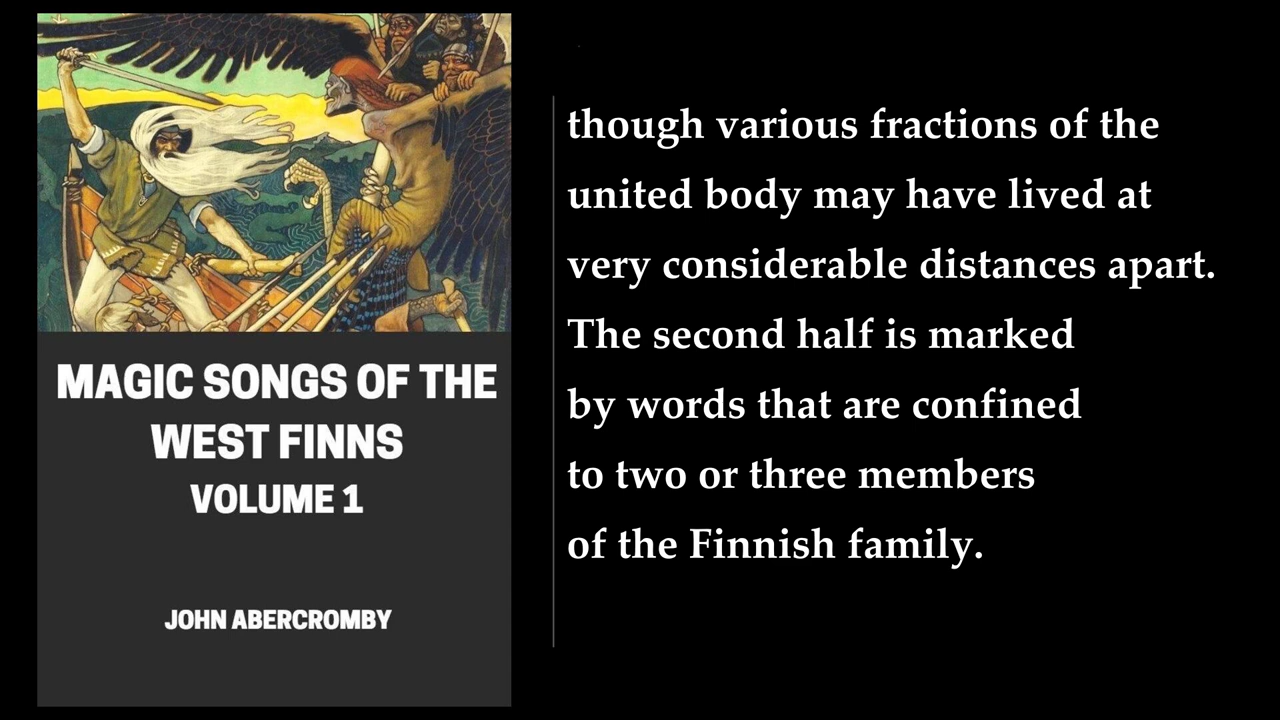 MAGIC SONGS OF THE
WEST FINNS
VOLUME 1
JOHN ABERCROMBY
though various fractions of the
united body may have lived at
very considerable distances apart.
The second half is marked
by words that are confined
to two or three members
of the Finnish family.